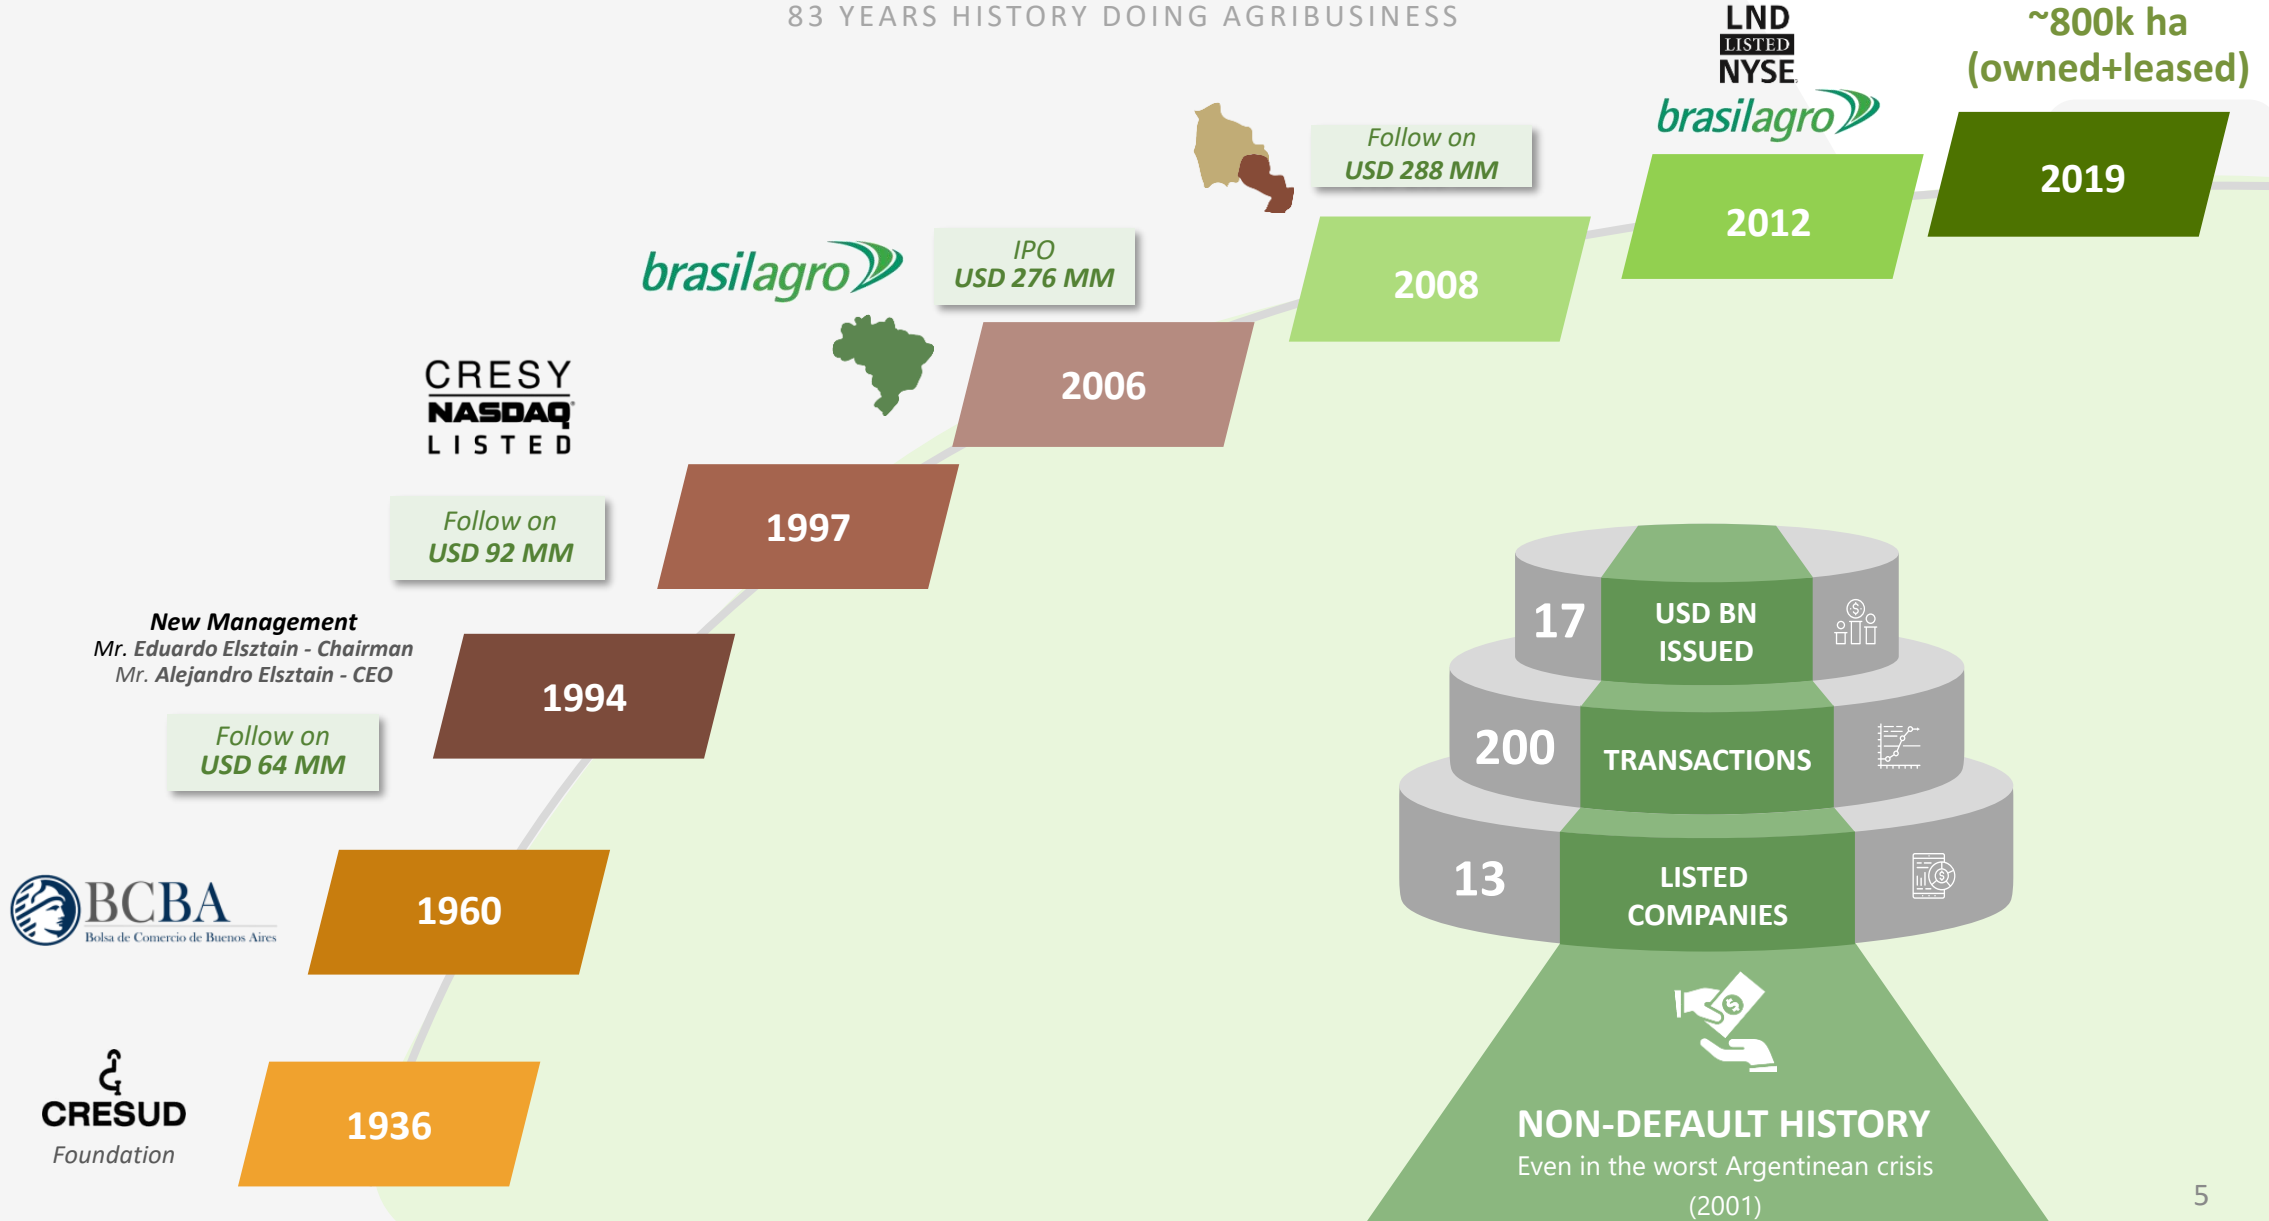 83 YEARS HISTORY DOING AGRIBUSINESS
LND
LISTED
NYSE
brasilagro
~800k ha
(owned+leased)
2019
2012
Follow on
USD 288 MM
2008
brasilagro
IPO
USD 276 MM
2006
CRESY
NASDAQ
LISTED
Follow on
USD 92 MM
1997
New Management
Mr. Eduardo Elsztain - Chairman
Mr. Alejandro Elsztain - CEO
Follow on
USD 64 MM
1994
BCBA
Bolsa de Comercio de Buenos Aires
1960
CRESUD
Foundation
1936
17
USD BN
ISSUED
200
TRANSACTIONS
13
LISTED
COMPANIES
NON-DEFAULT HISTORY
Even in the worst Argentinean crisis
(2001)
5